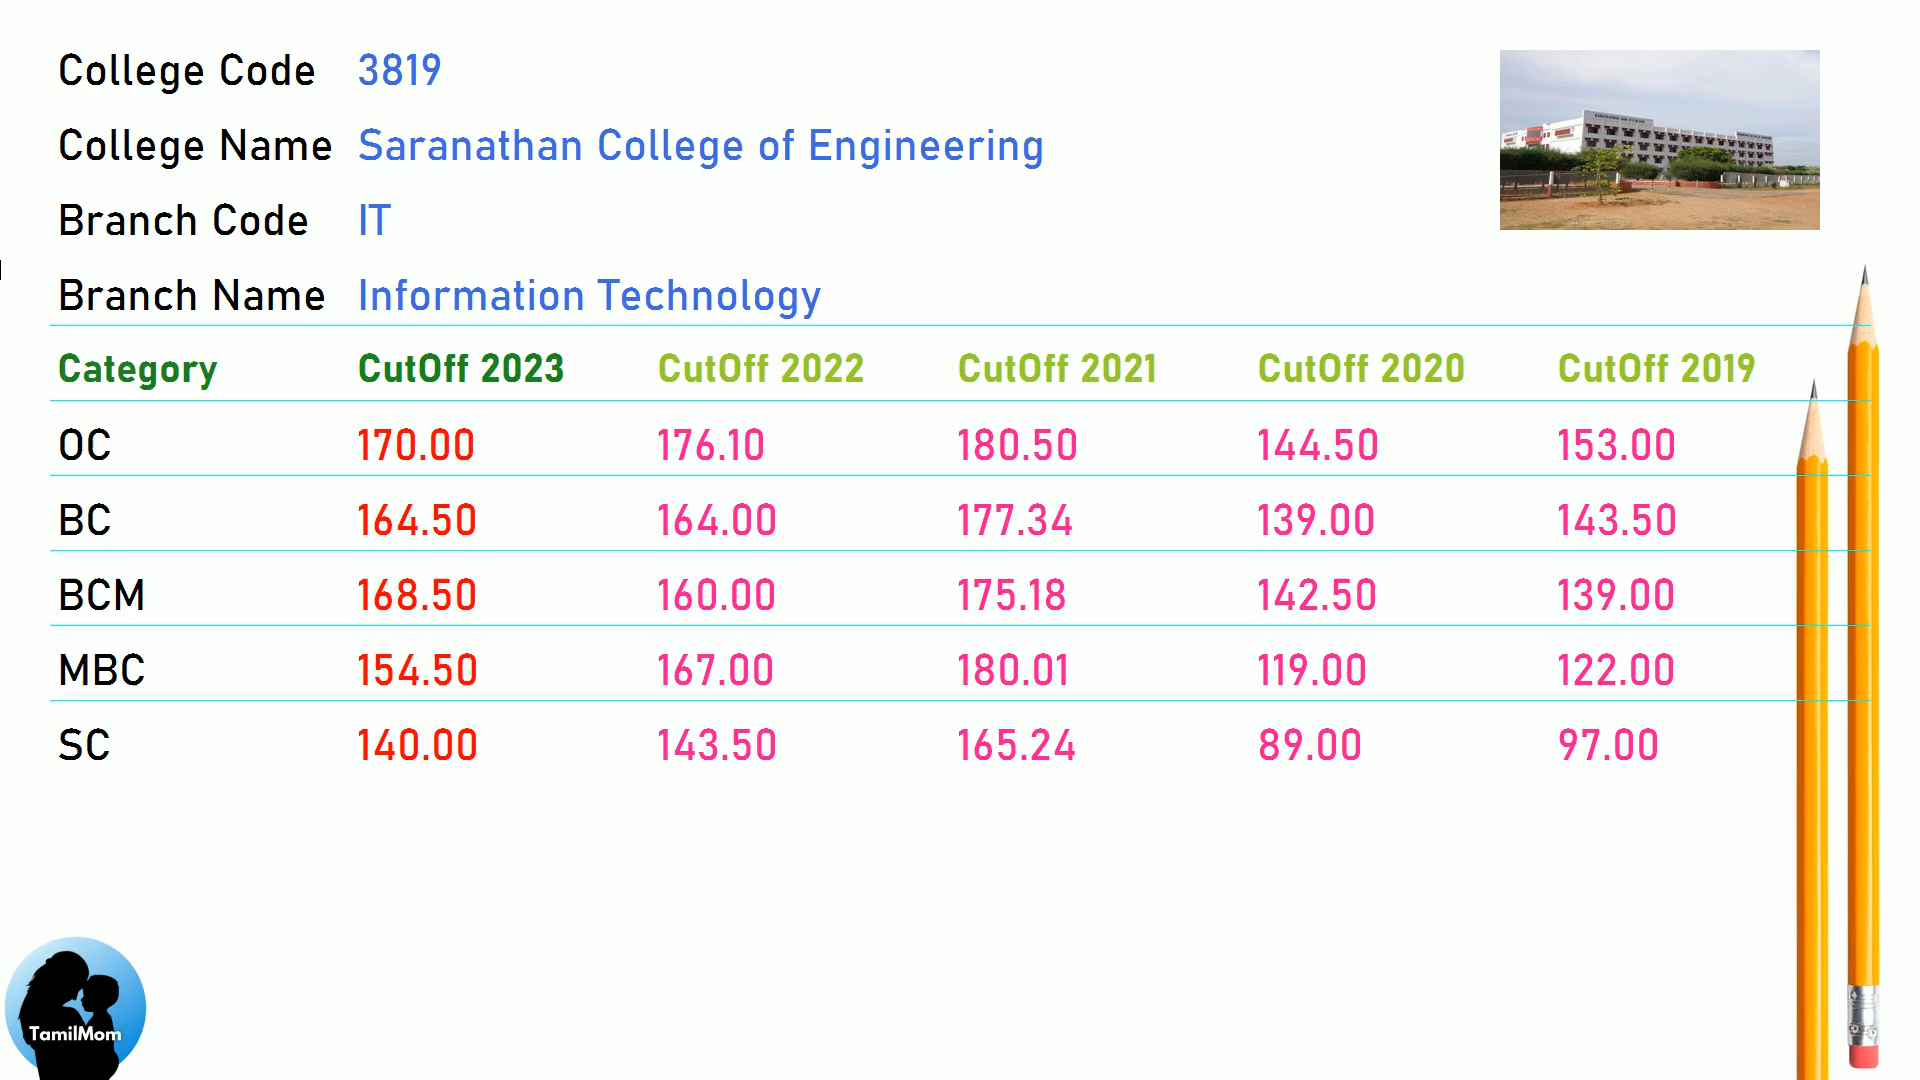 College Code 3819
College Name Saranathan College of Engineering
Branch Code IT
Branch Name Information Technology
Category CutOff 2023 CutOff 2022 CutOff 2021 CutOff 2020 CutOff 2019
OC 170.00 176.10 180.50 144.50 153.00
BC 164.50 164.00 177.34 139.00 143.50
BCM 168.50 160.00 175.18 142.50 139.00
MBC 154.50 167.00 180.01 119.00 122.00
SC 140.00 143.50 165.24 89.00 97.00
TamilMom